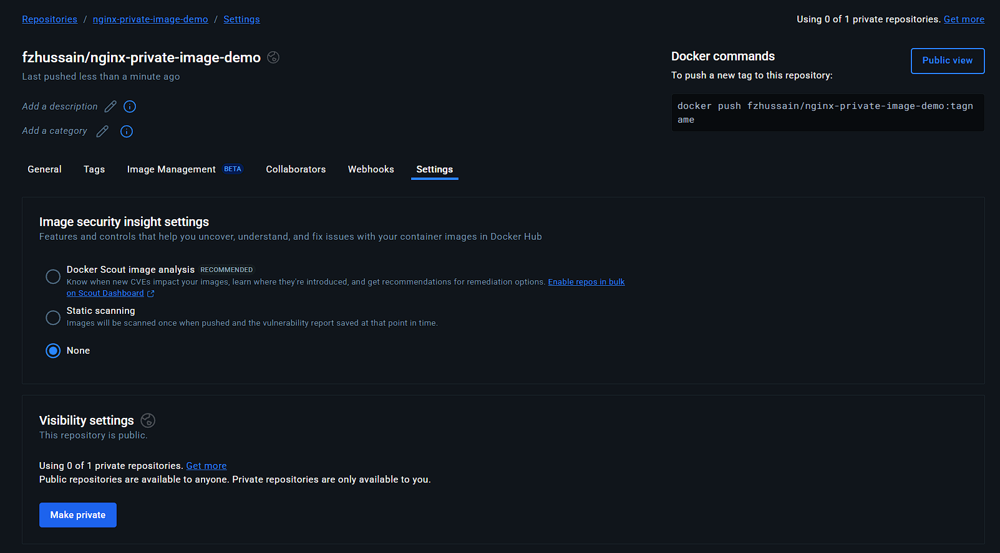 Repositories / nginx-private-image-demo / Settings
Using 0 of 1 private repositories. Get more
fzhussain/nginx-private-image-demo
Last pushed less than a minute ago
Add a description
Add a category
Docker commands
Public view
To push a new tag to this repository:
docker push fzhussain/nginx-private-image-demo:tagn
ame
General Tags Image Management BETA Collaborators Webhooks Settings
Image security insight settings
Features and controls that help you uncover, understand, and fix issues with your container images in Docker Hub
Docker Scout image analysis RECOMMENDED
Know when new CVEs impact your images, learn where they're introduced, and get recommendations for remediation options. Enable repos in bulk
on Scout Dashboard
Static scanning
Images will be scanned once when pushed and the vulnerability report saved at that point in time.
None
Visibility settings
This repository is public.
Using 0 of 1 private repositories. Get more
Public repositories are available to anyone. Private repositories are only available to you.
Make private